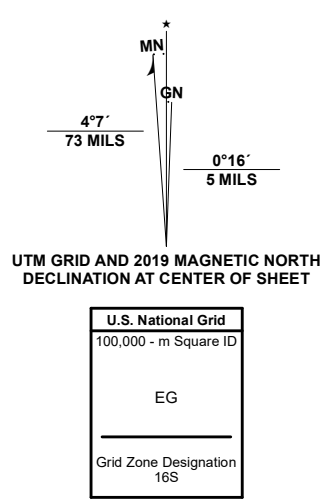 MN
GN
4°7´
73 MILS
0°16´
5 MILS
UTM GRID AND 2019 MAGNETIC NORTH
DECLINATION AT CENTER OF SHEET
U.S. National Grid
100,000 - m Square ID
EG
Grid Zone Designation
16S